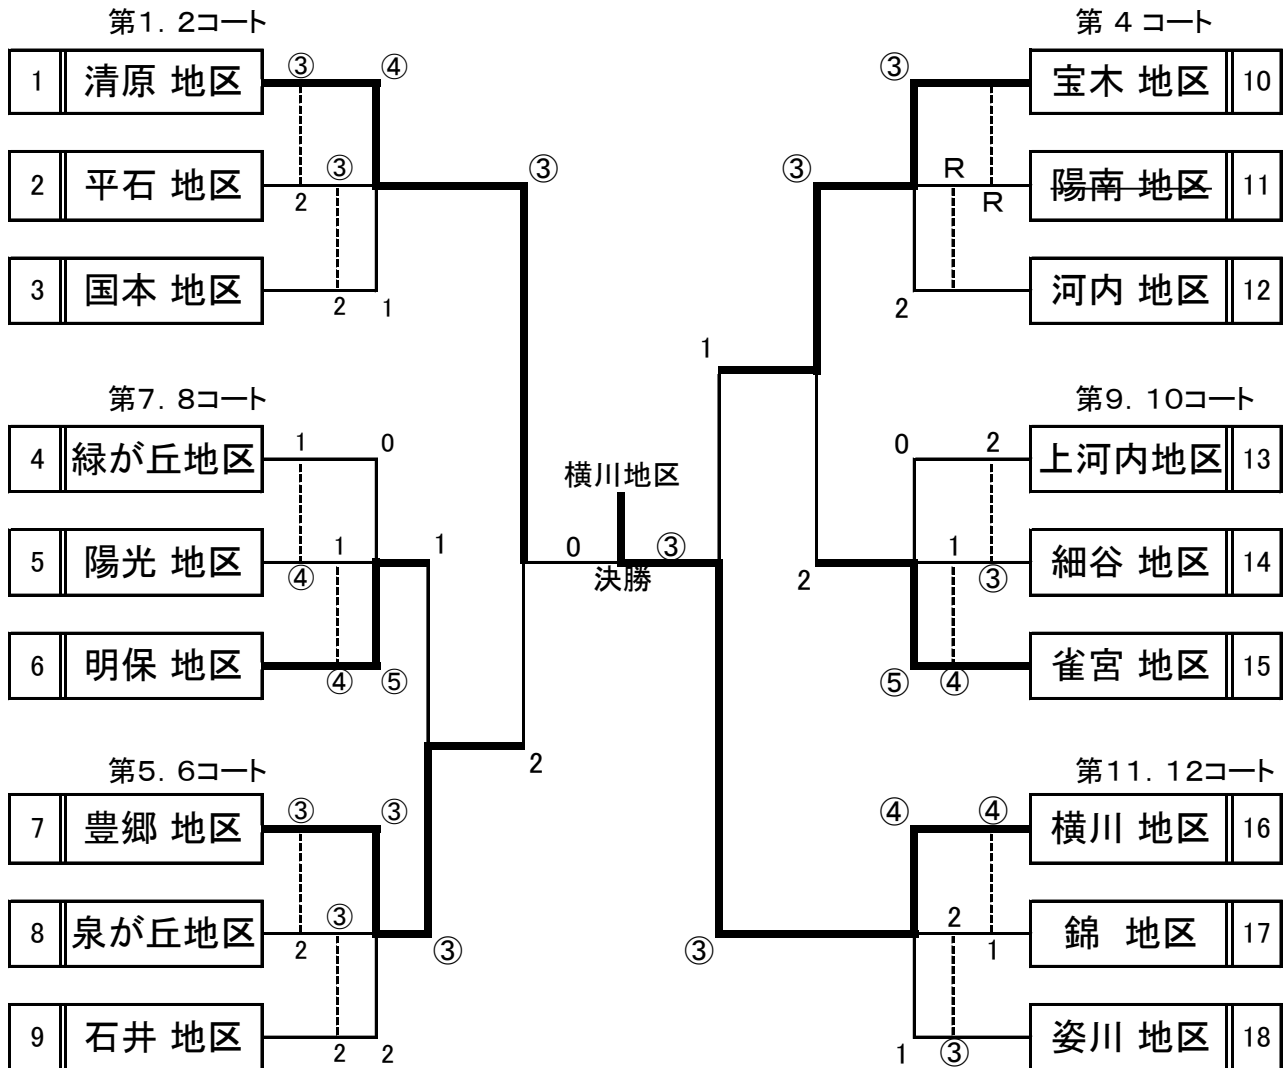 第1. 2コート
1 清原 地区 ③ ④
2 平石 地区 2 ③ ③
3 国本 地区 2 1
第7. 8コート
4 緑が丘地区 1 0
5 陽光 地区 ④ 1 1
6 明保 地区 ④ ⑤
第5. 6コート
7 豊郷 地区 ③ ③
2
8 泉が丘地区 2 ③ ③
9 石井 地区 2 2
横川地区
0 ③
決勝
第 4 コート
③ 宝木 地区 10
③ R R 陽南 地区 11
2 河内 地区 12
1
第9. 10コート
0 2 上河内地区 13
2 1 ③ 細谷 地区 14
⑤ ④ 雀宮 地区 15
第11. 12コート
④ ④ 横川 地区 16
③ 2 1 錦 地区 17
1 ③ 姿川 地区 18